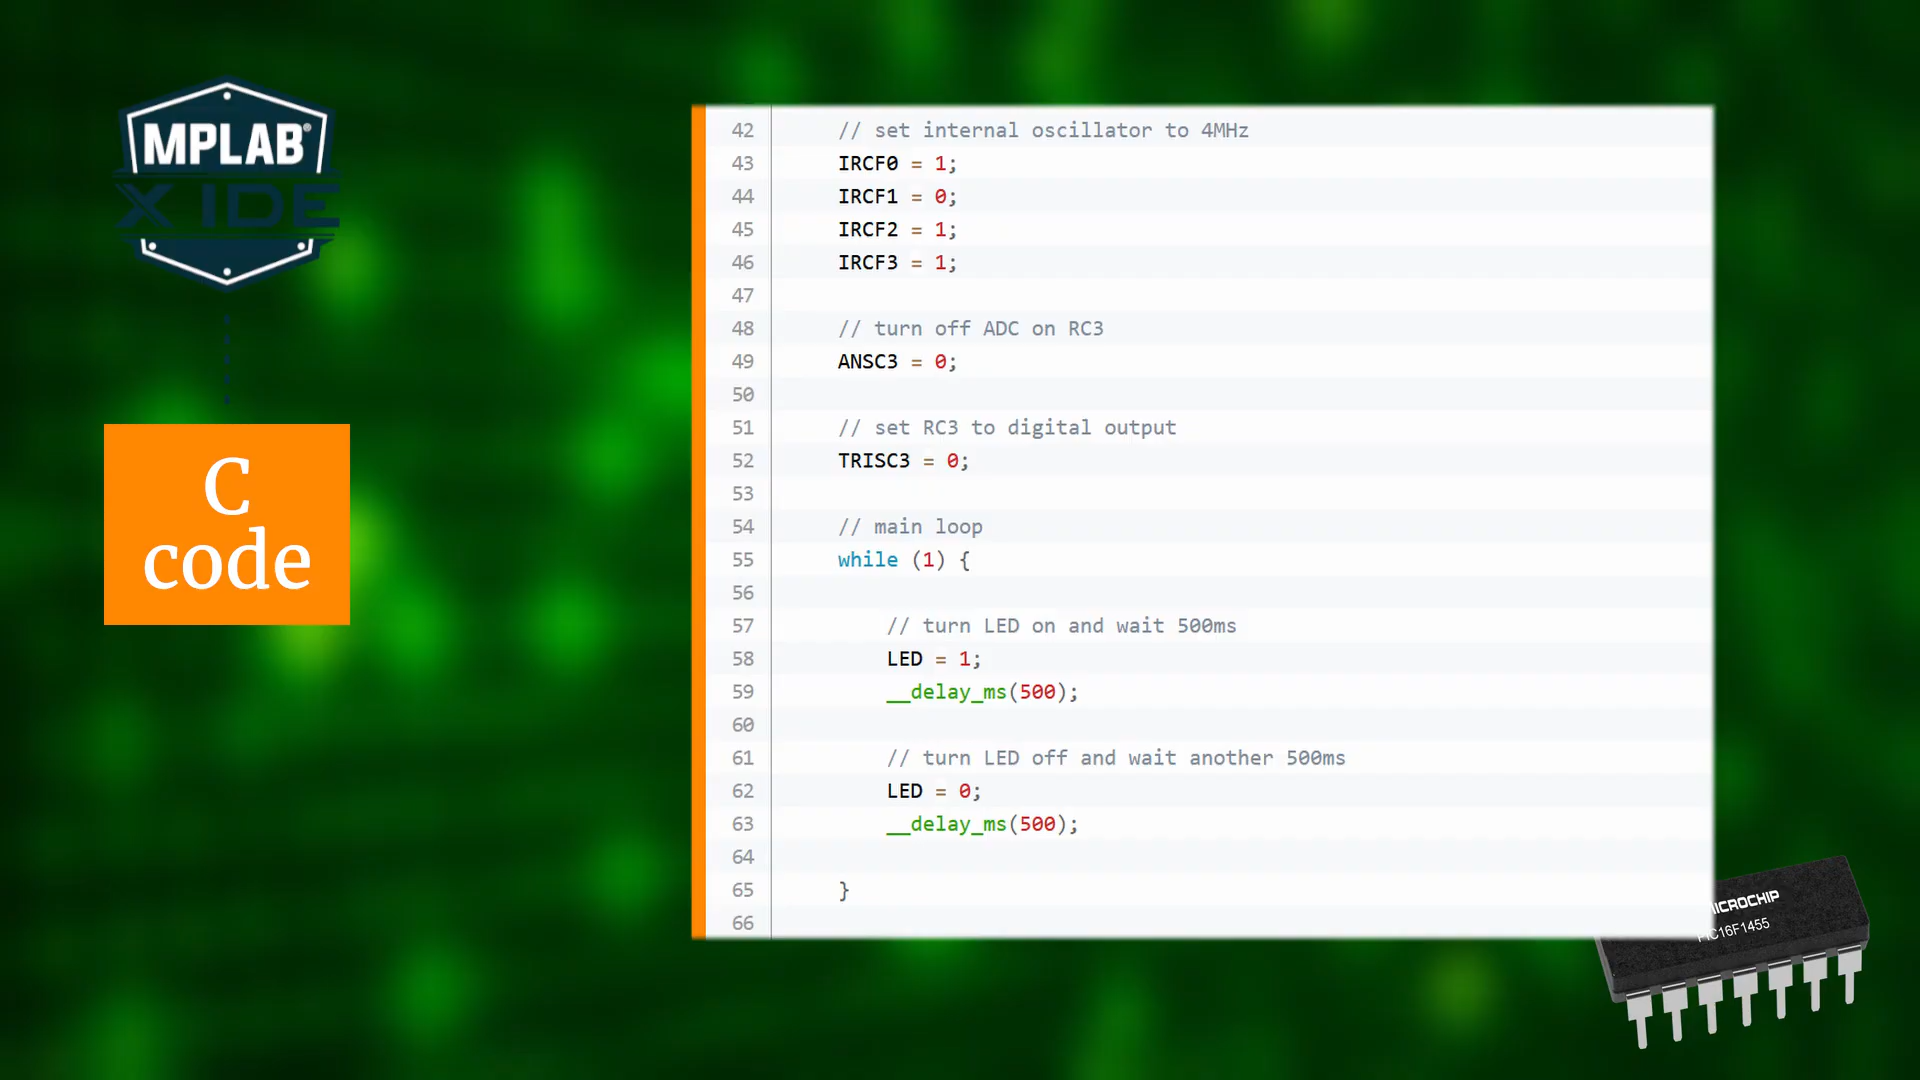 MPLAB®
X IDE
C
code
42 // set internal oscillator to 4MHz
43 IRCF0 = 1;
44 IRCF1 = 0;
45 IRCF2 = 1;
46 IRCF3 = 1;
47
48 // turn off ADC on RC3
49 ANSC3 = 0;
50
51 // set RC3 to digital output
52 TRISC3 = 0;
53
54 // main loop
55 while (1) {
56
57 // turn LED on and wait 500ms
58 LED = 1;
59 __delay_ms(500);
60
61 // turn LED off and wait another 500ms
62 LED = 0;
63 __delay_ms(500);
64
65 }
66
MICROCHIP
PIC16F1455